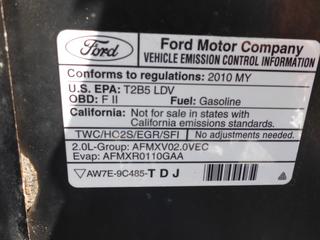 Ford
Ford Motor Company
VEHICLE EMISSION CONTROL INFORMATION
Conforms to regulations: 2010 MY
U.S. EPA: T2B5 LDV
OBD: F II Fuel: Gasoline
California: Not for sale in states with
California emissions standards.
TWC/HO2S/EGR/SFI No adjustments needed.
2.0L-Group: AFMXV02.0VEC
Evap: AFMXR0110GAA
AW7E-9C485-T D J